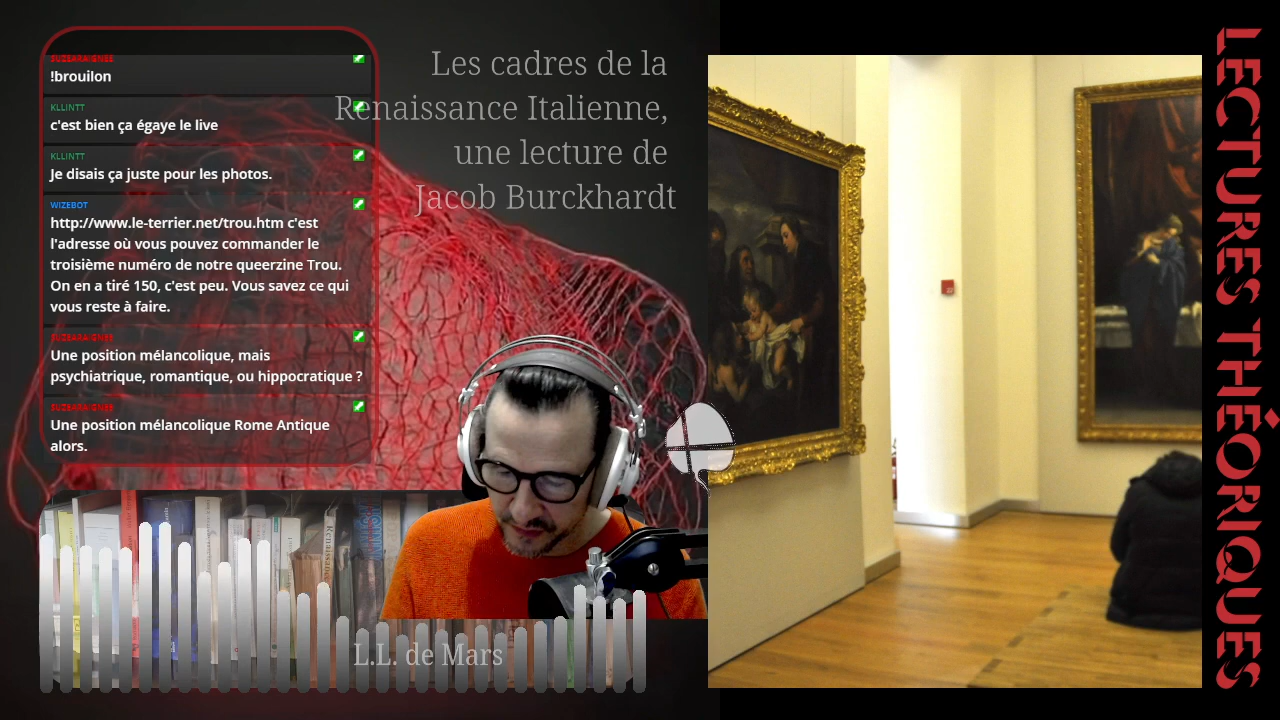 SUZEARAIGNEE
!brouilon
KLLINTT
c'est bien ça égaye le live
KLLINTT
Je disais ça juste pour les photos.
WIZEBOT
http://www.le-terrier.net/trou.htm c'est
l'adresse où vous pouvez commander le
troisième numéro de notre queerzine Trou.
On en a tiré 150, c'est peu. Vous savez ce qui
vous reste à faire.
SUZEARAIGNEE
Une position mélancolique, mais
psychiatrique, romantique, ou hippocratique ?
SUZEARAIGNEE
Une position mélancolique Rome Antique
alors.
Les cadres de la
Renaissance Italienne,
une lecture de
Jacob Burckhardt
L.L. de Mars
LECTURES THÉORIQUES